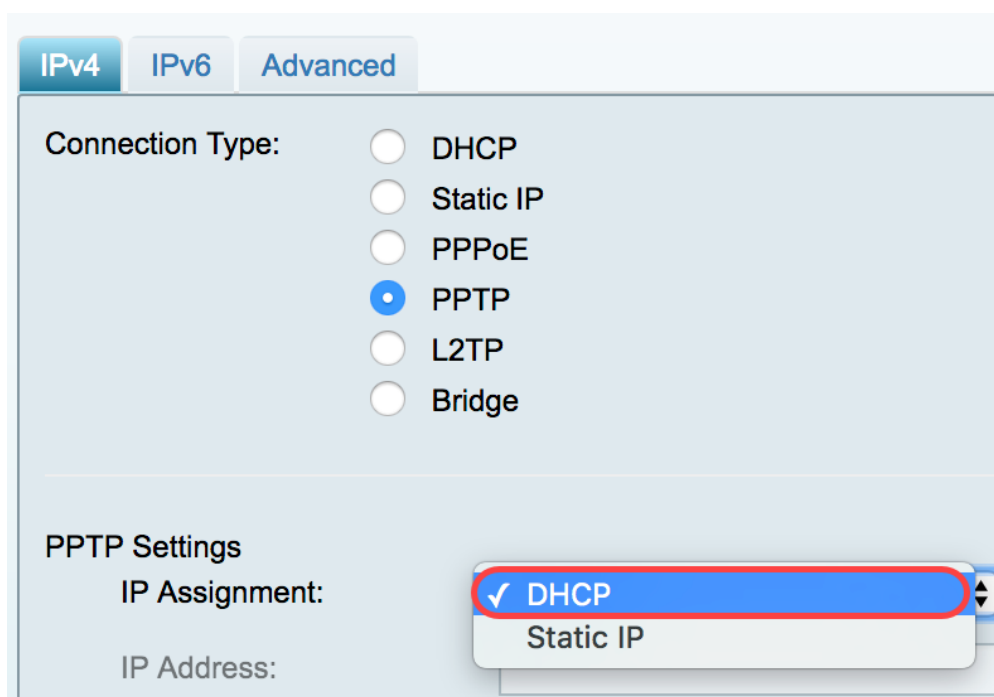 IPv4 IPv6 Advanced
Connection Type: DHCP
Static IP
PPPoE
PPTP
L2TP
Bridge
PPTP Settings
IP Assignment: ✓ DHCP
Static IP
IP Address: